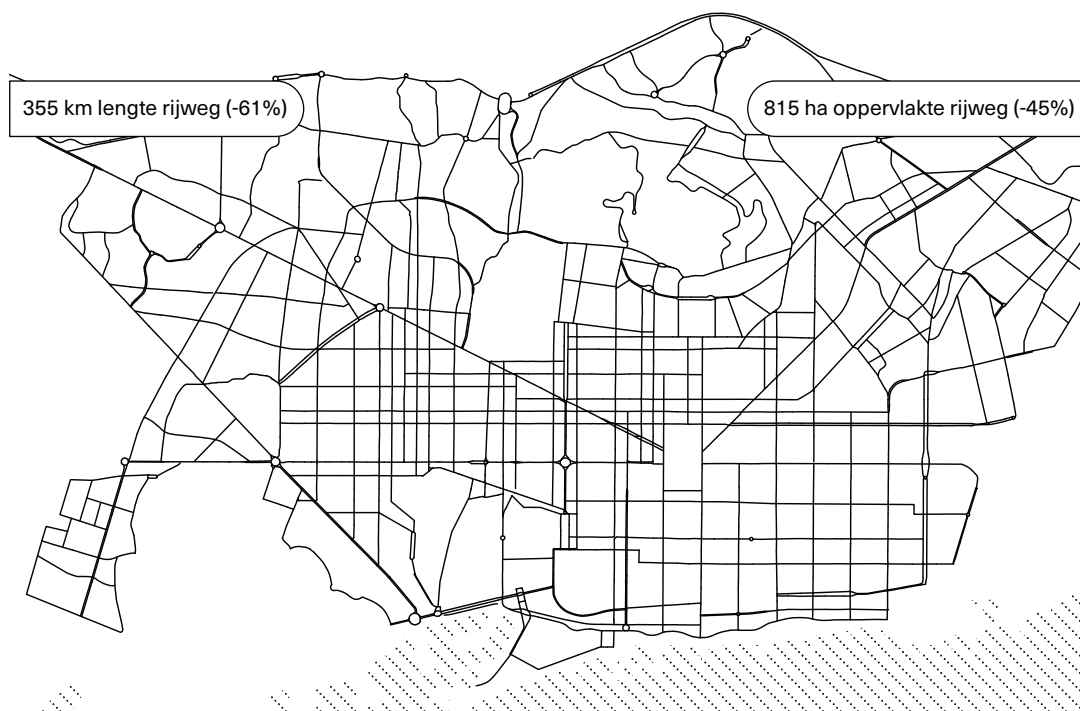 355 km lengte rijweg (-61%)
815 ha oppervlakte rijweg (-45%)